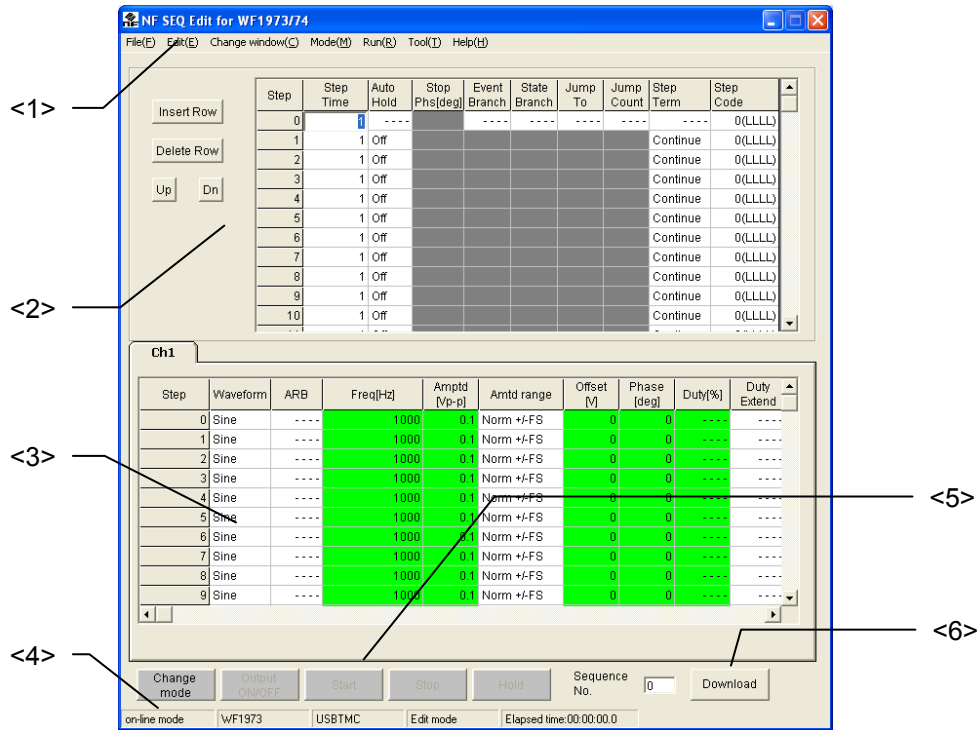 NF SEQ Edit for WF1973/74
File(F) Edit(E) Change window(C) Mode(M) Run(R) Tool(T) Help(H)
<1>
Insert Row
Delete Row
Up Dn
<2>
Step Step Time Auto Hold Stop Phs[deg] Event Branch State Branch Jump To Jump Count Step Term Step Code
0 1 ---- ---- ---- ---- ---- ---- 0(LLLL)
1 1 Off Continue 0(LLLL)
2 1 Off Continue 0(LLLL)
3 1 Off Continue 0(LLLL)
4 1 Off Continue 0(LLLL)
5 1 Off Continue 0(LLLL)
6 1 Off Continue 0(LLLL)
7 1 Off Continue 0(LLLL)
8 1 Off Continue 0(LLLL)
9 1 Off Continue 0(LLLL)
10 1 Off Continue 0(LLLL)
Ch1
Step Waveform ARB Freq[Hz] Amptd [Vp-p] Amtd range Offset [V] Phase [deg] Duty[%] Duty Extend
0 Sine ---- 1000 0.1 Norm +/-FS 0 0 ---- ----
1 Sine ---- 1000 0.1 Norm +/-FS 0 0 ---- ----
2 Sine ---- 1000 0.1 Norm +/-FS 0 0 ---- ----
3 Sine ---- 1000 0.1 Norm +/-FS 0 0 ---- ----
4 Sine ---- 1000 0.1 Norm +/-FS 0 0 ---- ----
5 Sine ---- 1000 0.1 Norm +/-FS 0 0 ---- ----
6 Sine ---- 1000 0.1 Norm +/-FS 0 0 ---- ----
7 Sine ---- 1000 0.1 Norm +/-FS 0 0 ---- ----
8 Sine ---- 1000 0.1 Norm +/-FS 0 0 ---- ----
9 Sine ---- 1000 0.1 Norm +/-FS 0 0 ---- ----
<3>
<5>
<6>
<4>
Change mode Output ON/OFF Start Stop Hold Sequence No. 0 Download
on-line mode WF1973 USBTMC Edit mode Elapsed time:00:00:00.0